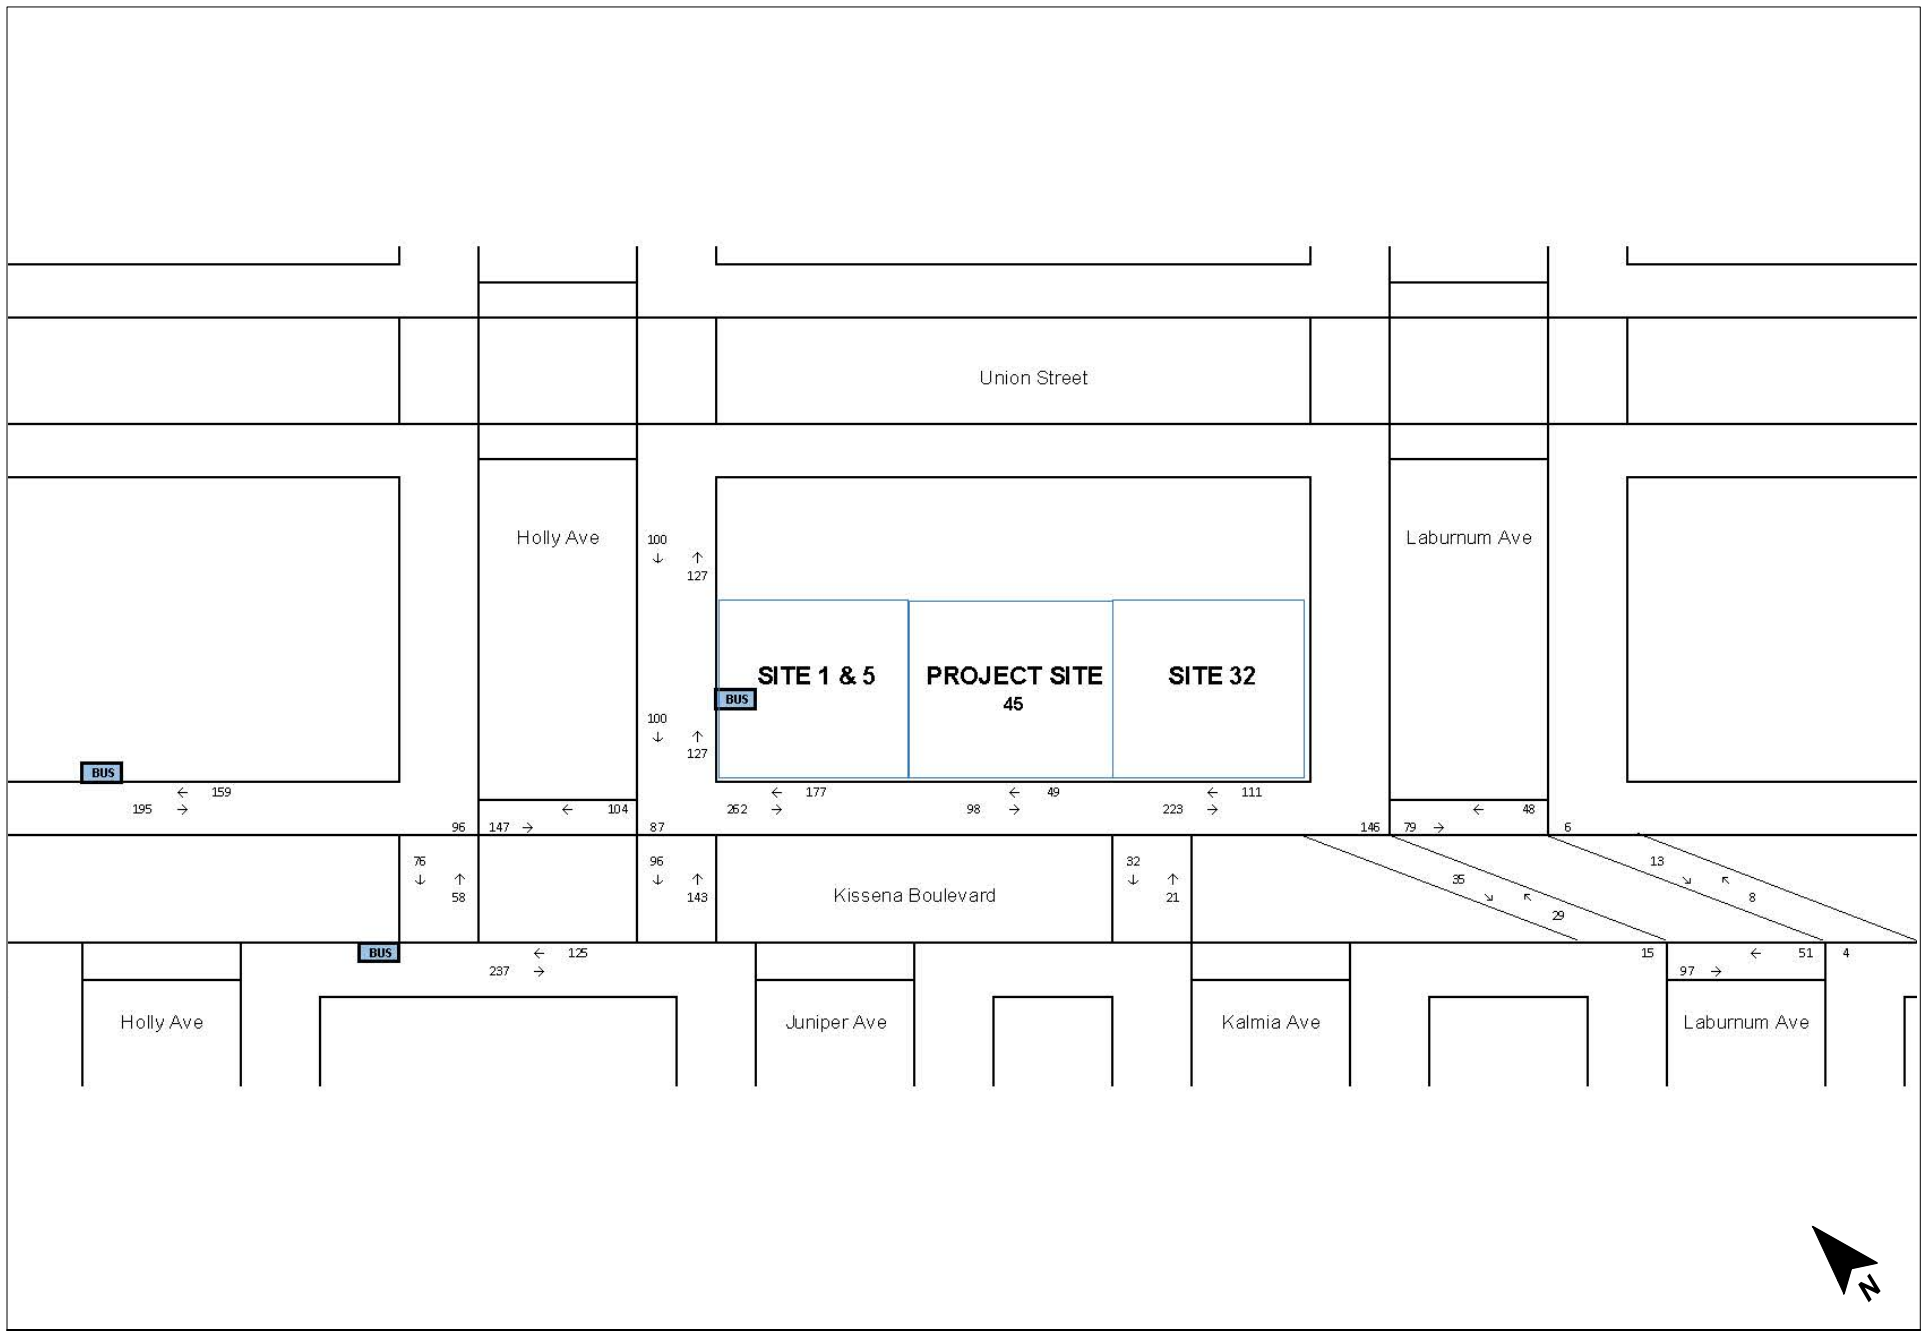 Union Street
Holly Ave
Laburnum Ave
100
↓ ↑
127
SITE 1 & 5
PROJECT SITE
45
SITE 32
BUS
100
↓ ↑
127
BUS
← 159
195 →
← 177
262 →
← 49
98 →
← 111
223 →
← 104
96
147 →
87
← 48
146
79 →
6
76
↓ ↑
58
96
↓ ↑
143
Kissena Boulevard
32
↓ ↑
21
35
↘ ↖
29
13
↘ ↖
8
BUS
← 125
237 →
15
← 51
4
97 →
Holly Ave
Juniper Ave
Kalmia Ave
Laburnum Ave
N